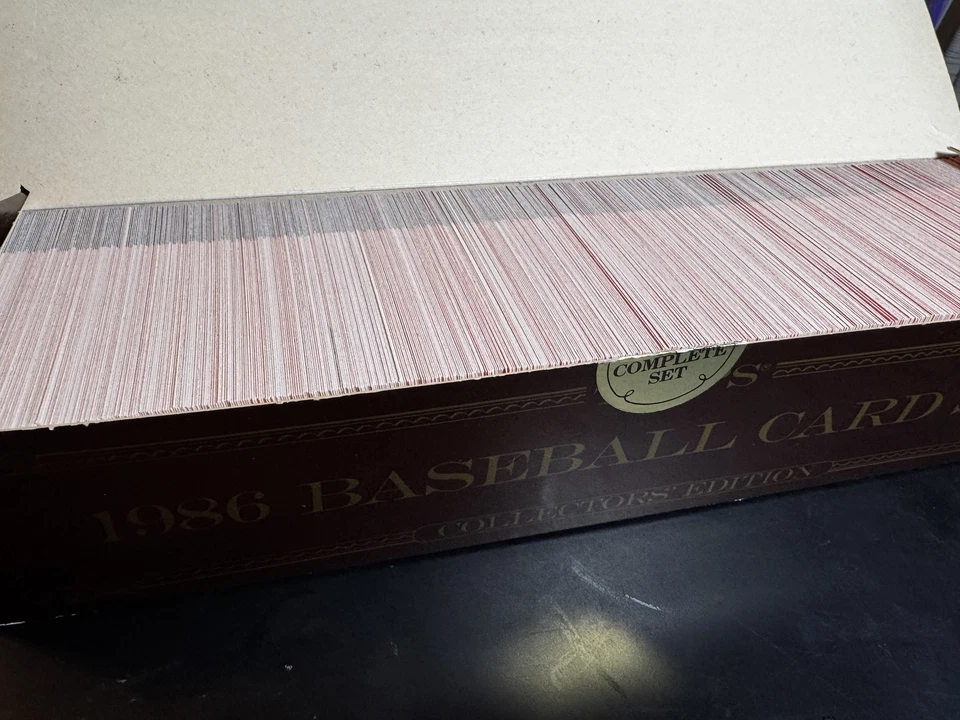 COMPLETE
SET
S®
1986 BASEBALL CARD
COLLECTORS' EDITION